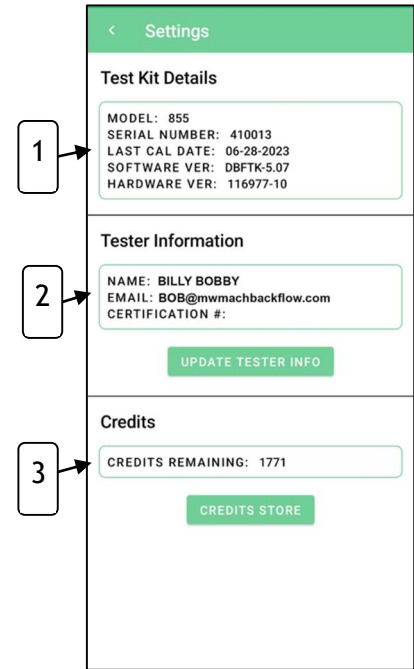 < Settings
Test Kit Details
1
MODEL: 855
SERIAL NUMBER: 410013
LAST CAL DATE: 06-28-2023
SOFTWARE VER: DBFTK-5.07
HARDWARE VER: 116977-10
Tester Information
2
NAME: BILLY BOBBY
EMAIL: BOB@mwmachbackflow.com
CERTIFICATION #:
UPDATE TESTER INFO
Credits
3
CREDITS REMAINING: 1771
CREDITS STORE